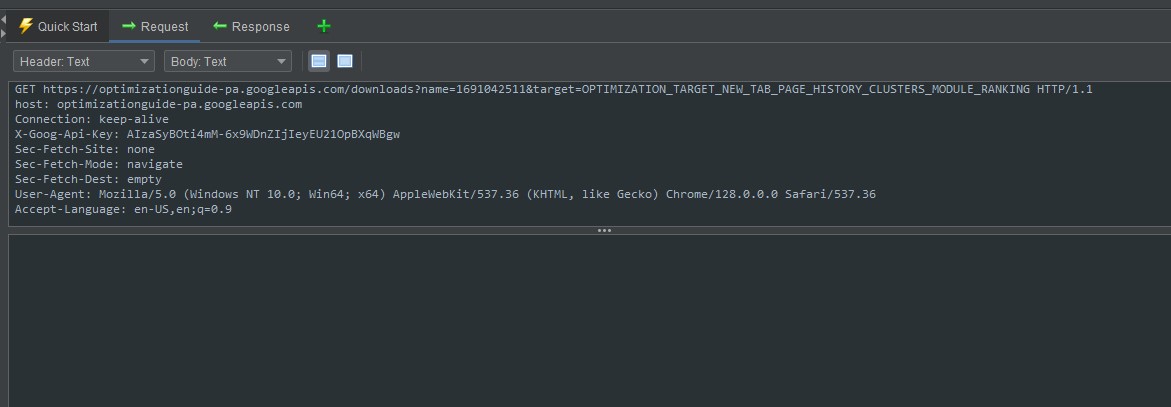 Quick Start Request Response
Header: Text Body: Text
GET https://optimizationguide-pa.googleapis.com/downloads?name=1691042511&target=OPTIMIZATION_TARGET_NEW_TAB_PAGE_HISTORY_CLUSTERS_MODULE_RANKING HTTP/1.1
host: optimizationguide-pa.googleapis.com
Connection: keep-alive
X-Goog-Api-Key: AIzaSyBOti4mM-6x9WDnZIjIeyEU21OpBXqWBgw
Sec-Fetch-Site: none
Sec-Fetch-Mode: navigate
Sec-Fetch-Dest: empty
User-Agent: Mozilla/5.0 (Windows NT 10.0; Win64; x64) AppleWebKit/537.36 (KHTML, like Gecko) Chrome/128.0.0.0 Safari/537.36
Accept-Language: en-US,en;q=0.9